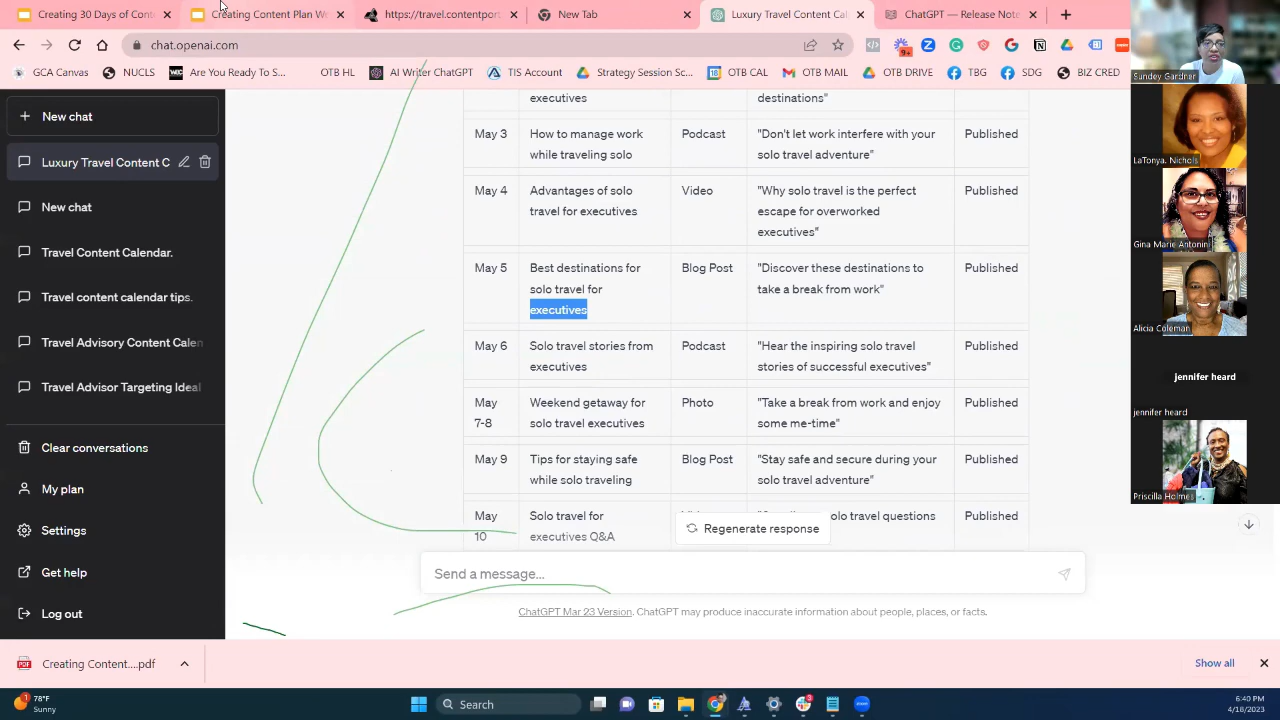 Creating 30 Days of Cont
Creating Content Plan We
https://travel.contentpor
New Tab
Luxury Travel Content Cal
ChatGPT — Release Not
chat.openai.com
9+
GCA Canvas
NUCLS
Are You Ready To S...
OTB HL
AI Writer ChatGPT
TIS Account
Strategy Session Sc...
OTB CAL
OTB MAIL
OTB DRIVE
TBG
SDG
BIZ CRED
New chat
Luxury Travel Content C
New chat
Travel Content Calendar.
Travel content calendar tips.
Travel Advisory Content Calen
Travel Advisor Targeting Ideal
Clear conversations
My plan
Settings
Get help
Log out
executives
destinations"
May 3
How to manage work
while traveling solo
Podcast
"Don't let work interfere with your
solo travel adventure"
Published
May 4
Advantages of solo
travel for executives
Video
"Why solo travel is the perfect
escape for overworked
executives"
Published
May 5
Best destinations for
solo travel for
executives
Blog Post
"Discover these destinations to
take a break from work"
Published
May 6
Solo travel stories from
executives
Podcast
"Hear the inspiring solo travel
stories of successful executives"
Published
May
7-8
Weekend getaway for
solo travel executives
Photo
"Take a break from work and enjoy
some me-time"
Published
May 9
Tips for staying safe
while solo traveling
Blog Post
"Stay safe and secure during your
solo travel adventure"
Published
May
10
Solo travel for
executives Q&A
olo travel questions
Published
Regenerate response
Send a message...
ChatGPT Mar 23 Version. ChatGPT may produce inaccurate information about people, places, or facts.
Sundey Gardner
LaTonya. Nichols
Gina Marie Antonini
Alicia Coleman
jennifer heard
jennifer heard
Priscilla Holmes
Creating Content....pdf
Show all
78°F
Sunny
Search
6:40 PM
4/18/2023